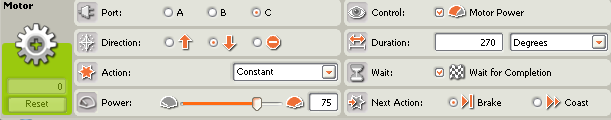 Motor
Port: A B C
Control: Motor Power
Direction:
Duration: 270 Degrees
0
Action: Constant
Wait: Wait for Completion
Reset
Power: 75
Next Action: Brake Coast